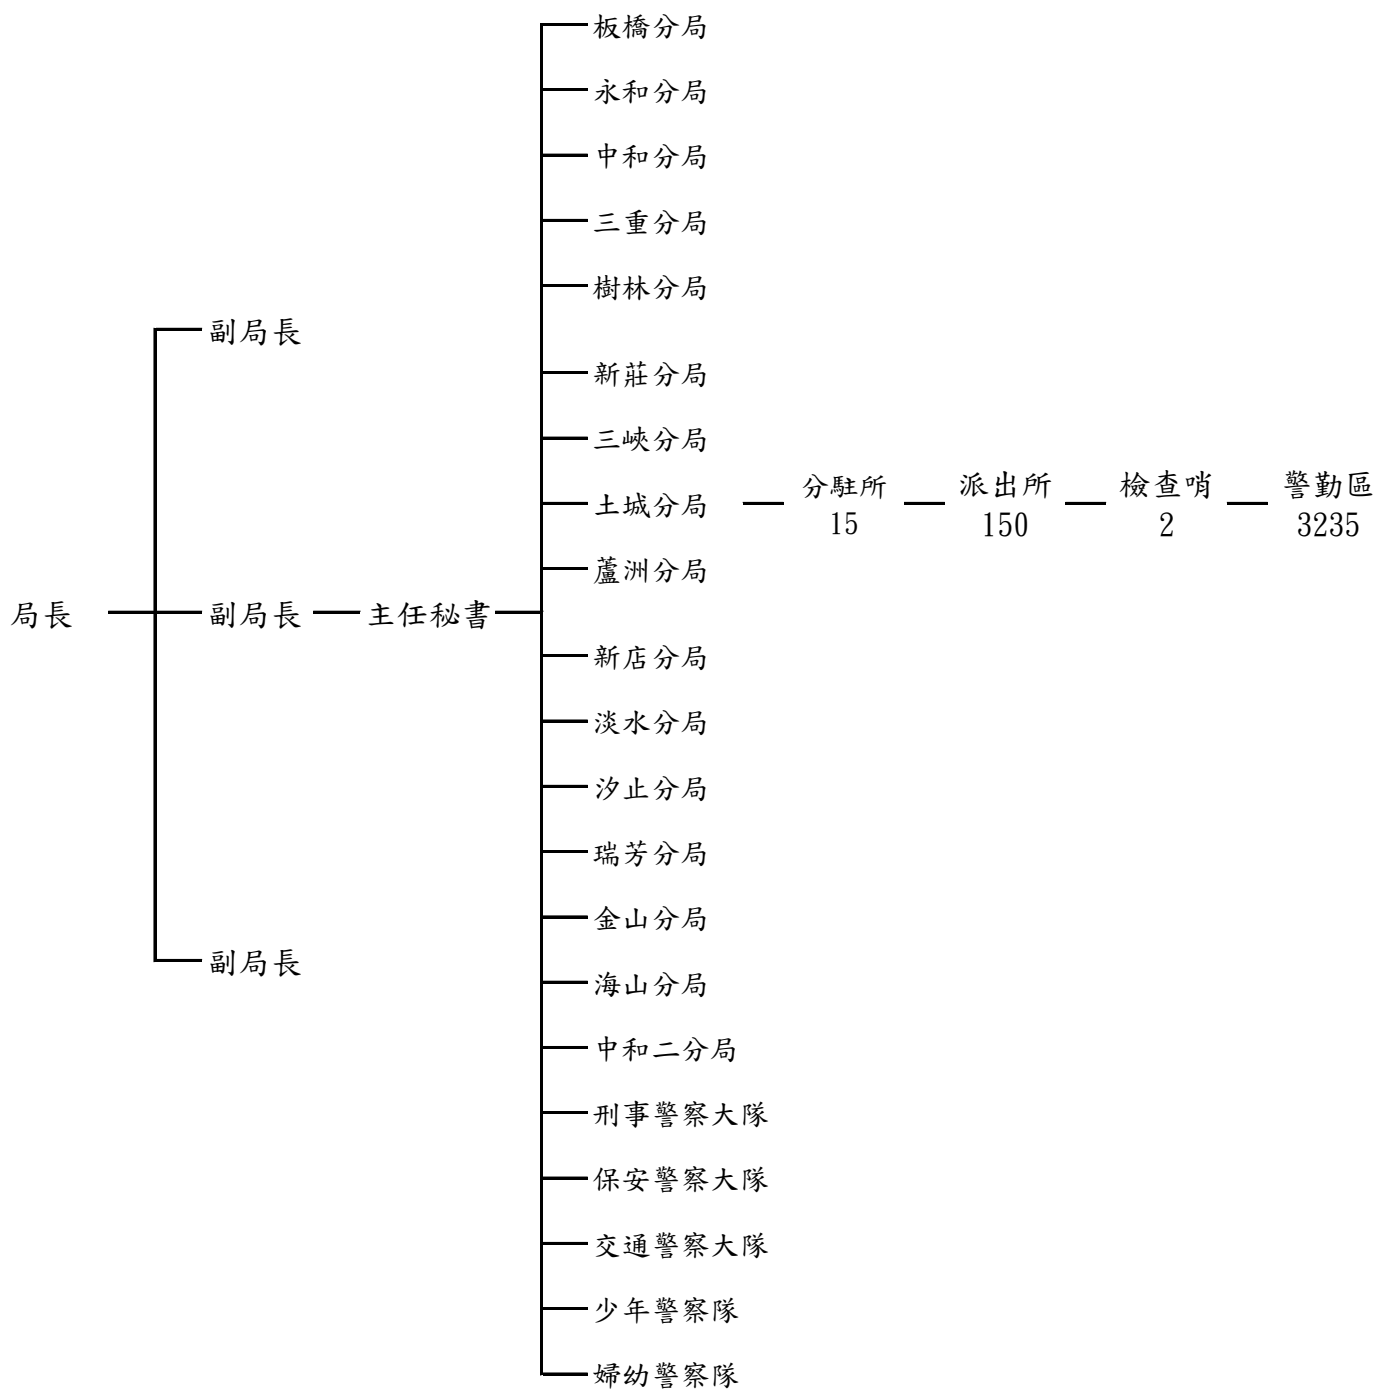 局長
副局長
副局長
副局長
主任秘書
板橋分局
永和分局
中和分局
三重分局
樹林分局
新莊分局
三峽分局
土城分局
蘆洲分局
新店分局
淡水分局
汐止分局
瑞芳分局
金山分局
海山分局
中和二分局
刑事警察大隊
保安警察大隊
交通警察大隊
少年警察隊
婦幼警察隊
分駐所
15
派出所
150
檢查哨
2
警勤區
3235